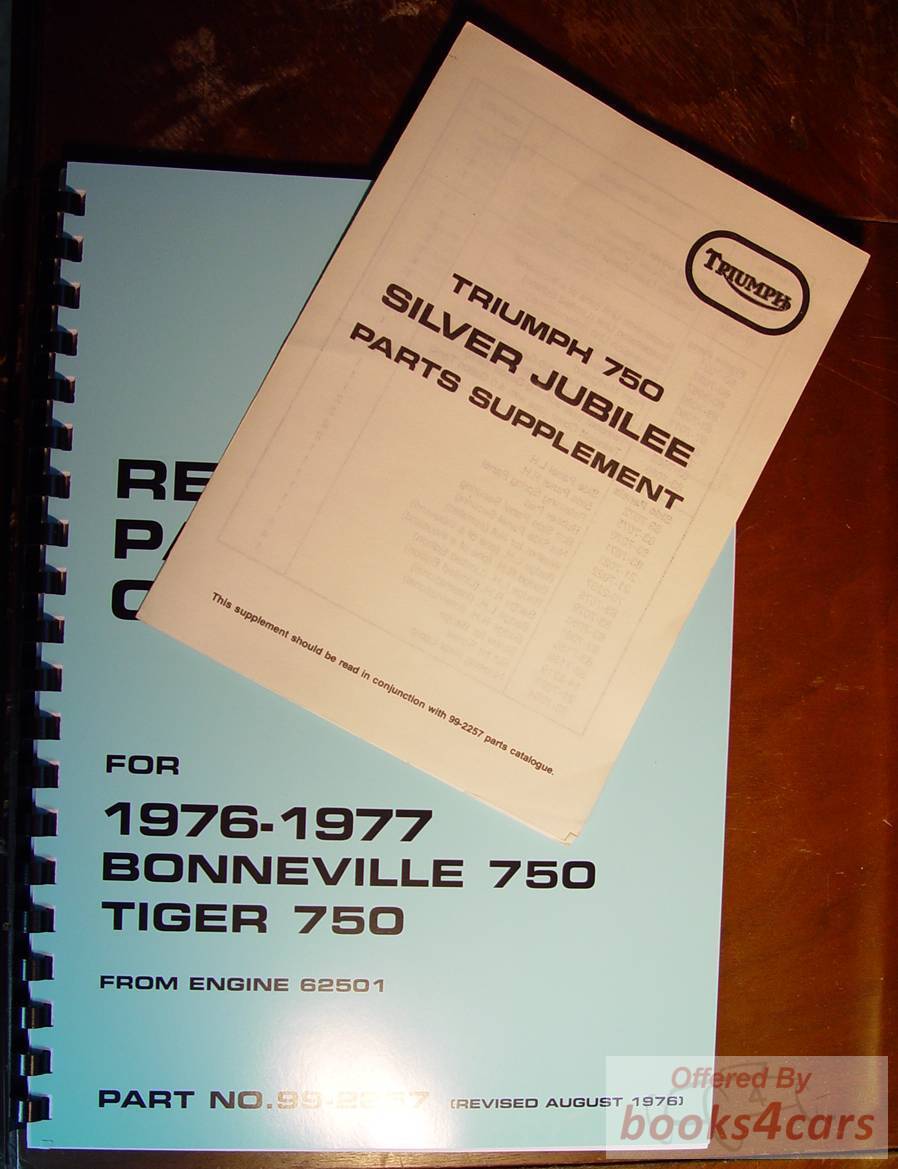 TRIUMPH
TRIUMPH 750
SILVER JUBILEE
PARTS SUPPLEMENT
This supplement should be read in conjunction with 99-2257 parts catalogue.
RE
PA
C
FOR
1976-1977
BONNEVILLE 750
TIGER 750
FROM ENGINE 62501
PART NO.99-2257 (REVISED AUGUST 1976)
Offered By
books4cars